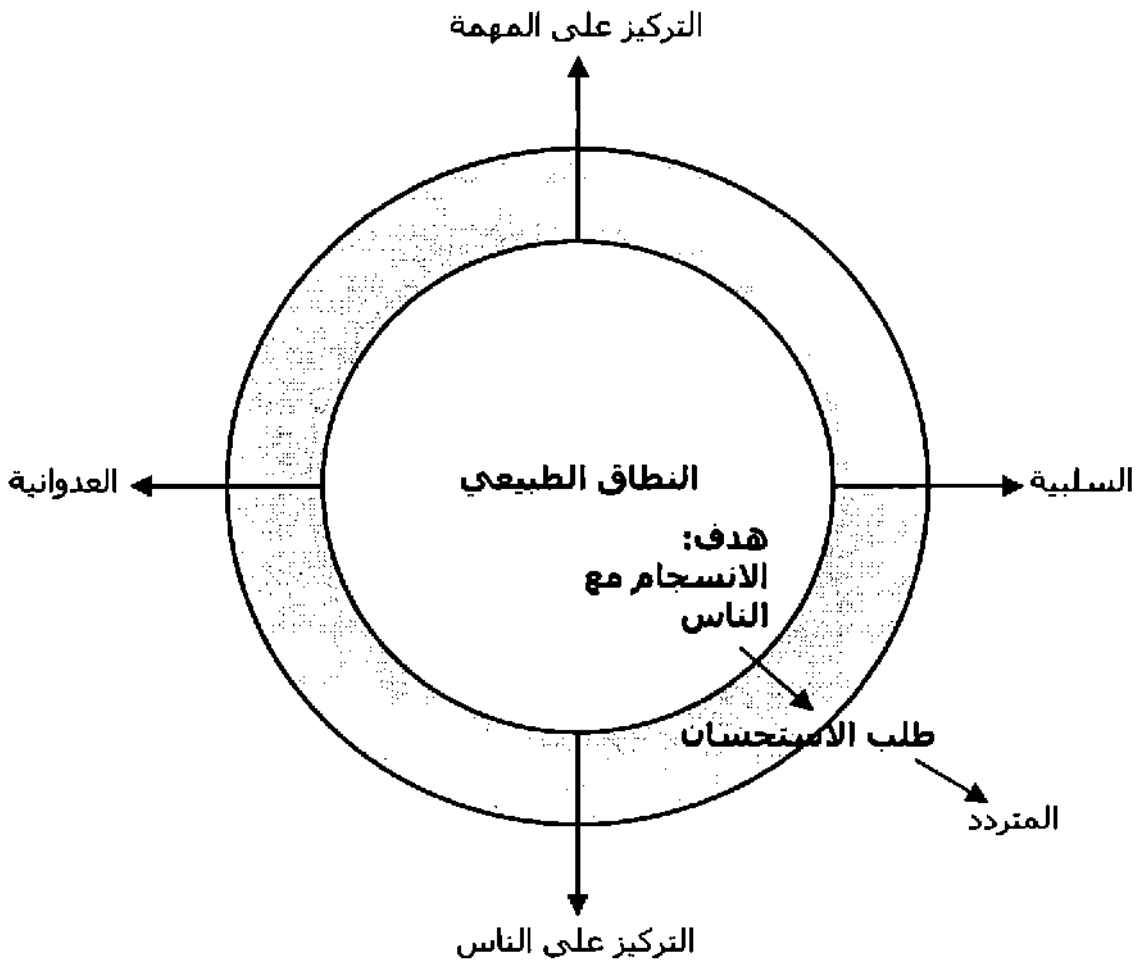 التركيز على المهمة
العدوانية
السلبية
النطاق الطبيعي
هدف:
الانسجام مع
الناس
طلب الاستحسان
المتردد
التركيز على الناس